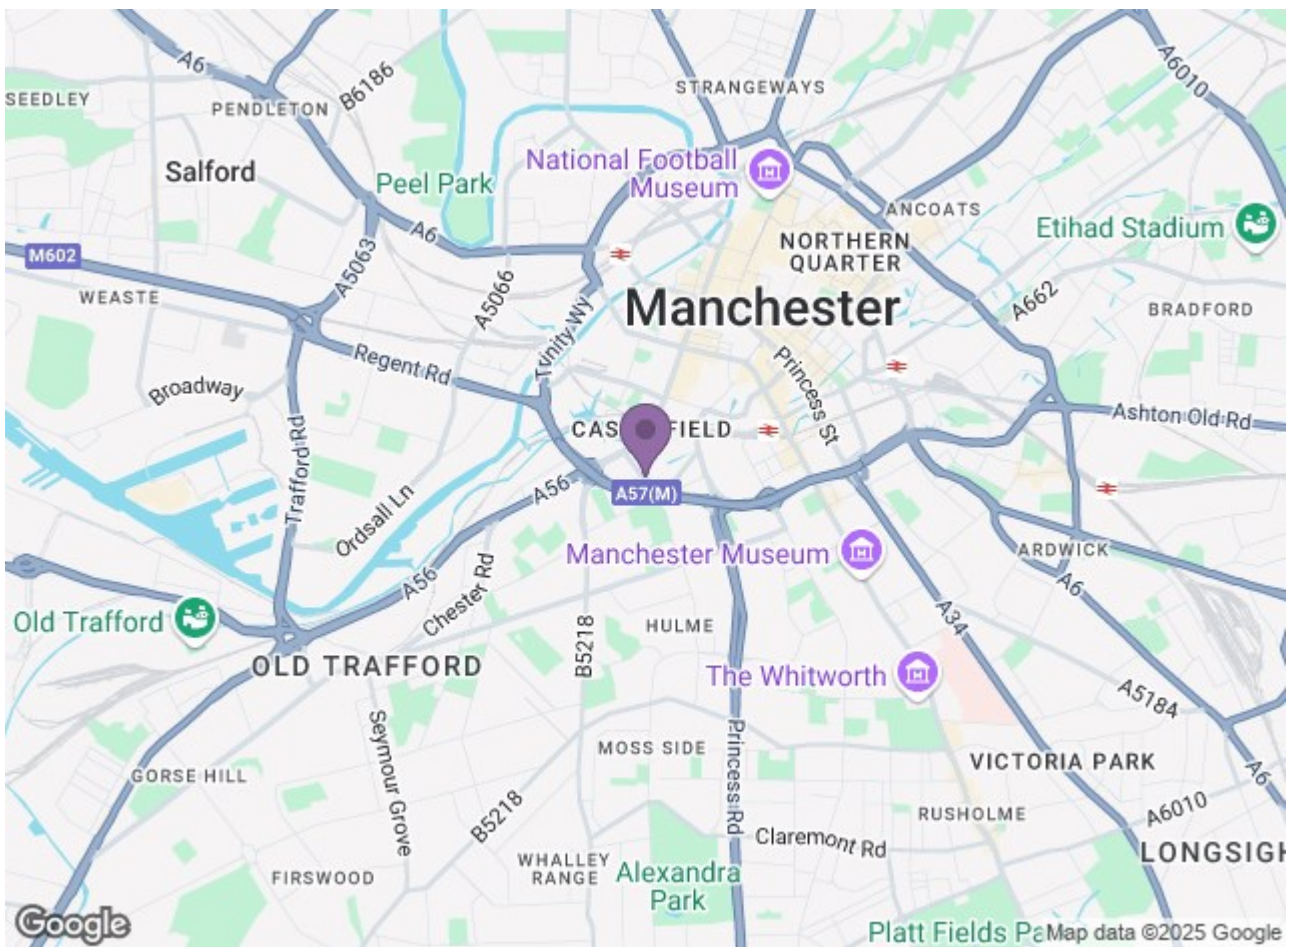 A6
B6186
A6010
STRANGEWAYS
SEEDLEY
PENDLETON
National Football
Museum
Salford
Peel Park
ANCOATS
A6
Etihad Stadium
NORTHERN
QUARTER
M602
A5063
WEASTE
A5066
A662
BRADFORD
Manchester
Trinity Wy
Regent Rd
Princess St
Broadway
Ashton Old Rd
Trafford Rd
CAS
FIELD
A56
A57(M)
Ordsall Ln
Manchester Museum
ARDWICK
A56
Chester Rd
A6
Old Trafford
A34
HULME
B5218
OLD TRAFFORD
The Whitworth
A5184
Seymour Grove
Princess Rd
MOSS SIDE
VICTORIA PARK
GORSE HILL
A6
B5218
RUSHOLME
A6010
Claremont Rd
LONGSIGH
WHALLEY
RANGE
FIRSWOOD
Alexandra
Park
Google
Platt Fields Pa
Map data ©2025 Google